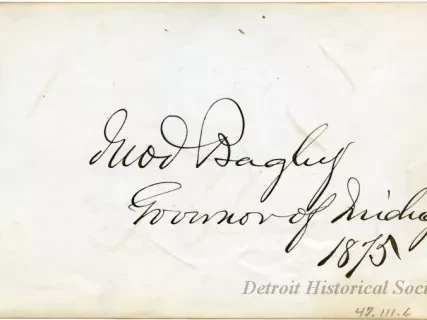 Jno J Bagley
Governor of Michig
1875
Detroit Historical Soci
47.111.6